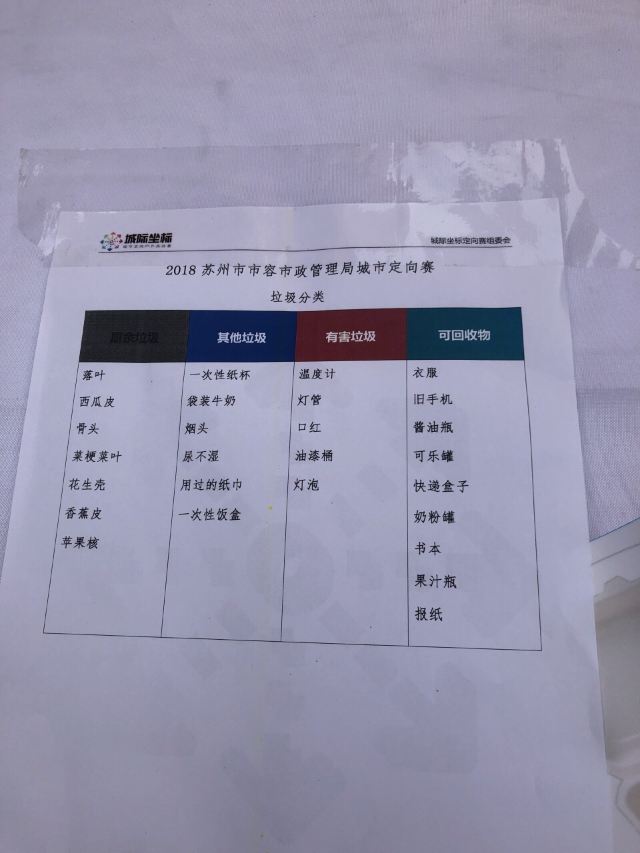 城际坐标
城际坐标定向赛组委会
2018 苏州市市容市政管理局城市定向赛
垃圾分类
厨余垃圾 其他垃圾 有害垃圾 可回收物
落叶 一次性纸杯 温度计 衣服
西瓜皮 袋装牛奶 灯管 旧手机
骨头 烟头 口红 酱油瓶
菜梗菜叶 尿不湿 油漆桶 可乐罐
花生壳 用过的纸巾 灯泡 快递盒子
香蕉皮 一次性饭盒 奶粉罐
苹果核 书本
果汁瓶
报纸